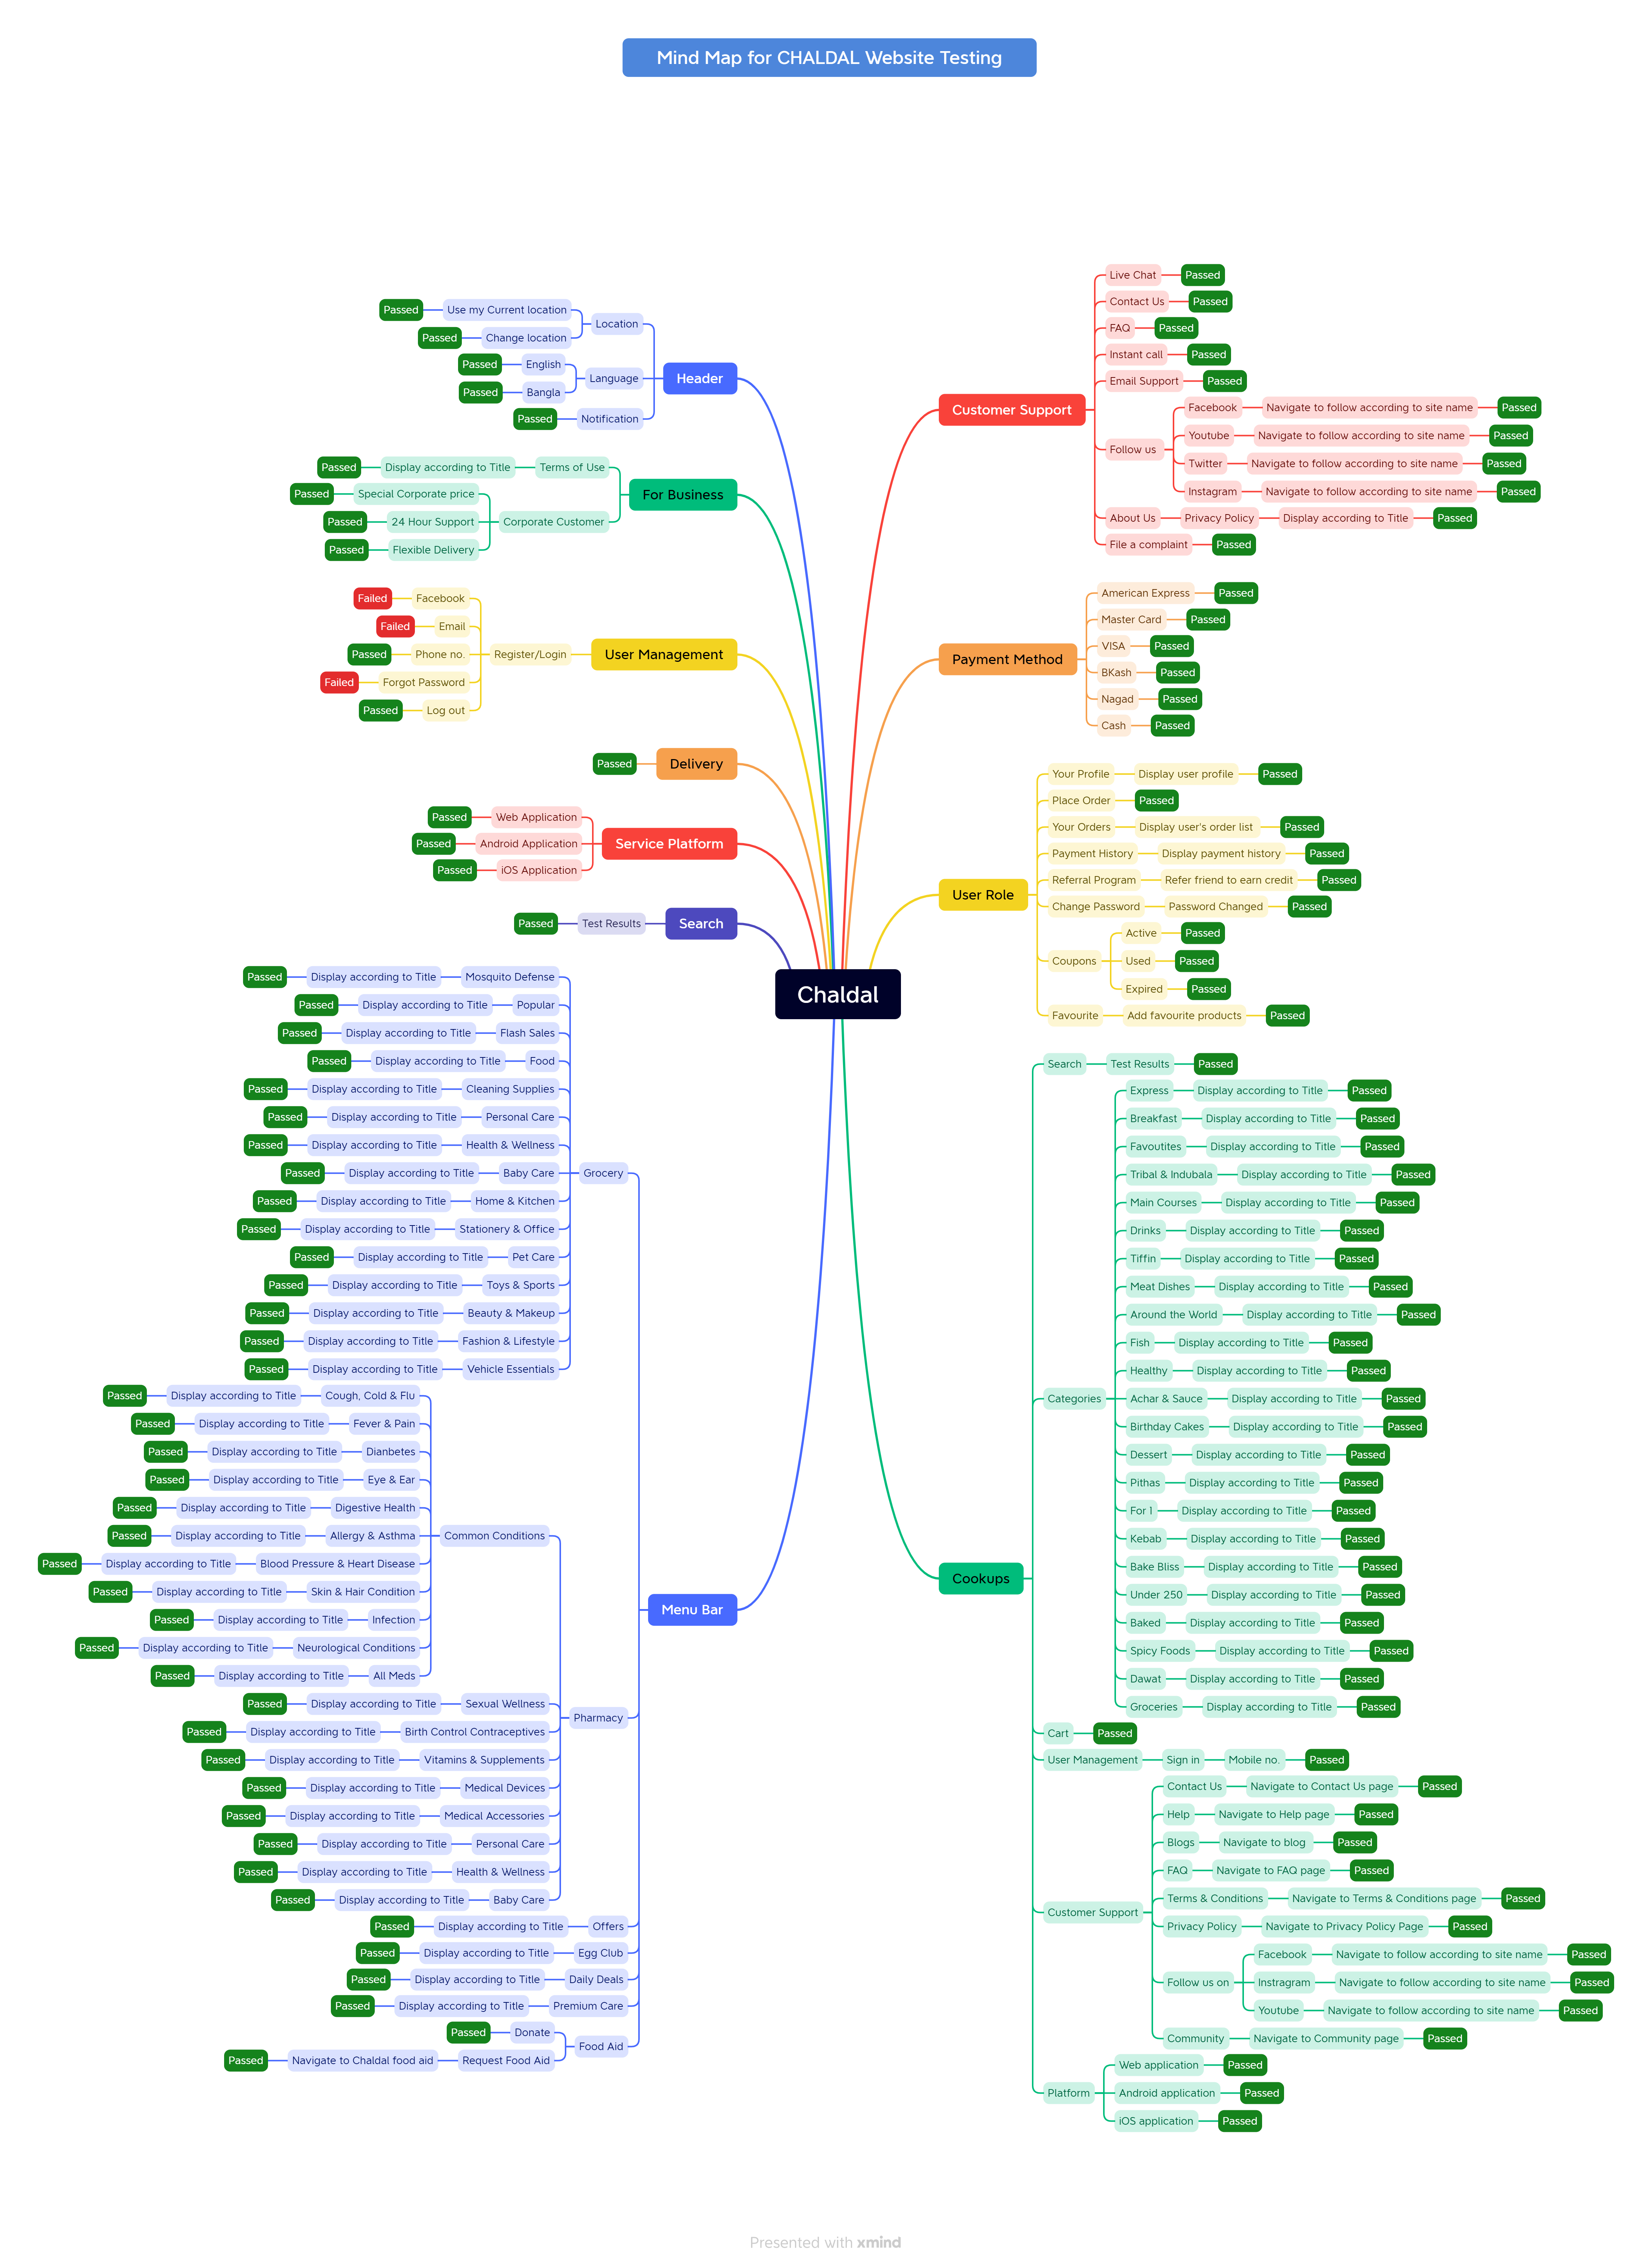 Mind Map for CHALDAL Website Testing
Chaldal
Header
Location
Use my Current location
Passed
Change location
Passed
Language
English
Passed
Bangla
Passed
Notification
Passed
For Business
Terms of Use
Display according to Title
Passed
Corporate Customer
Special Corporate price
Passed
24 Hour Support
Passed
Flexible Delivery
Passed
User Management
Register/Login
Facebook
Failed
Email
Failed
Phone no.
Passed
Forgot Password
Failed
Log out
Passed
Delivery
Passed
Service Platform
Web Application
Passed
Android Application
Passed
iOS Application
Passed
Search
Test Results
Passed
Menu Bar
Grocery
Mosquito Defense
Display according to Title
Passed
Popular
Display according to Title
Passed
Flash Sales
Display according to Title
Passed
Food
Display according to Title
Passed
Cleaning Supplies
Display according to Title
Passed
Personal Care
Display according to Title
Passed
Health & Wellness
Display according to Title
Passed
Baby Care
Display according to Title
Passed
Home & Kitchen
Display according to Title
Passed
Stationery & Office
Display according to Title
Passed
Pet Care
Display according to Title
Passed
Toys & Sports
Display according to Title
Passed
Beauty & Makeup
Display according to Title
Passed
Fashion & Lifestyle
Display according to Title
Passed
Vehicle Essentials
Display according to Title
Passed
Pharmacy
Common Conditions
Cough, Cold & Flu
Display according to Title
Passed
Fever & Pain
Display according to Title
Passed
Dianbetes
Display according to Title
Passed
Eye & Ear
Display according to Title
Passed
Digestive Health
Display according to Title
Passed
Allergy & Asthma
Display according to Title
Passed
Blood Pressure & Heart Disease
Display according to Title
Passed
Skin & Hair Condition
Display according to Title
Passed
Infection
Display according to Title
Passed
Neurological Conditions
Display according to Title
Passed
All Meds
Display according to Title
Passed
Sexual Wellness
Display according to Title
Passed
Birth Control Contraceptives
Display according to Title
Passed
Vitamins & Supplements
Display according to Title
Passed
Medical Devices
Display according to Title
Passed
Medical Accessories
Display according to Title
Passed
Personal Care
Display according to Title
Passed
Health & Wellness
Display according to Title
Passed
Baby Care
Display according to Title
Passed
Offers
Display according to Title
Passed
Egg Club
Display according to Title
Passed
Daily Deals
Display according to Title
Passed
Premium Care
Display according to Title
Passed
Food Aid
Donate
Passed
Request Food Aid
Navigate to Chaldal food aid
Passed
Customer Support
Live Chat
Passed
Contact Us
Passed
FAQ
Passed
Instant call
Passed
Email Support
Passed
Follow us
Facebook
Navigate to follow according to site name
Passed
Youtube
Navigate to follow according to site name
Passed
Twitter
Navigate to follow according to site name
Passed
Instagram
Navigate to follow according to site name
Passed
About Us
Privacy Policy
Display according to Title
Passed
File a complaint
Passed
Payment Method
American Express
Passed
Master Card
Passed
VISA
Passed
BKash
Passed
Nagad
Passed
Cash
Passed
User Role
Your Profile
Display user profile
Passed
Place Order
Passed
Your Orders
Display user's order list
Passed
Payment History
Display payment history
Passed
Referral Program
Refer friend to earn credit
Passed
Change Password
Password Changed
Passed
Coupons
Active
Passed
Used
Passed
Expired
Passed
Favourite
Add favourite products
Passed
Cookups
Search
Test Results
Passed
Categories
Express
Display according to Title
Passed
Breakfast
Display according to Title
Passed
Favoutites
Display according to Title
Passed
Tribal & Indubala
Display according to Title
Passed
Main Courses
Display according to Title
Passed
Drinks
Display according to Title
Passed
Tiffin
Display according to Title
Passed
Meat Dishes
Display according to Title
Passed
Around the World
Display according to Title
Passed
Fish
Display according to Title
Passed
Healthy
Display according to Title
Passed
Achar & Sauce
Display according to Title
Passed
Birthday Cakes
Display according to Title
Passed
Dessert
Display according to Title
Passed
Pithas
Display according to Title
Passed
For 1
Display according to Title
Passed
Kebab
Display according to Title
Passed
Bake Bliss
Display according to Title
Passed
Under 250
Display according to Title
Passed
Baked
Display according to Title
Passed
Spicy Foods
Display according to Title
Passed
Dawat
Display according to Title
Passed
Groceries
Display according to Title
Passed
Cart
Passed
User Management
Sign in
Mobile no.
Passed
Customer Support
Contact Us
Navigate to Contact Us page
Passed
Help
Navigate to Help page
Passed
Blogs
Navigate to blog
Passed
FAQ
Navigate to FAQ page
Passed
Terms & Conditions
Navigate to Terms & Conditions page
Passed
Privacy Policy
Navigate to Privacy Policy Page
Passed
Follow us on
Facebook
Navigate to follow according to site name
Passed
Instragram
Navigate to follow according to site name
Passed
Youtube
Navigate to follow according to site name
Passed
Community
Navigate to Community page
Passed
Platform
Web application
Passed
Android application
Passed
iOS application
Passed
Presented with xmind